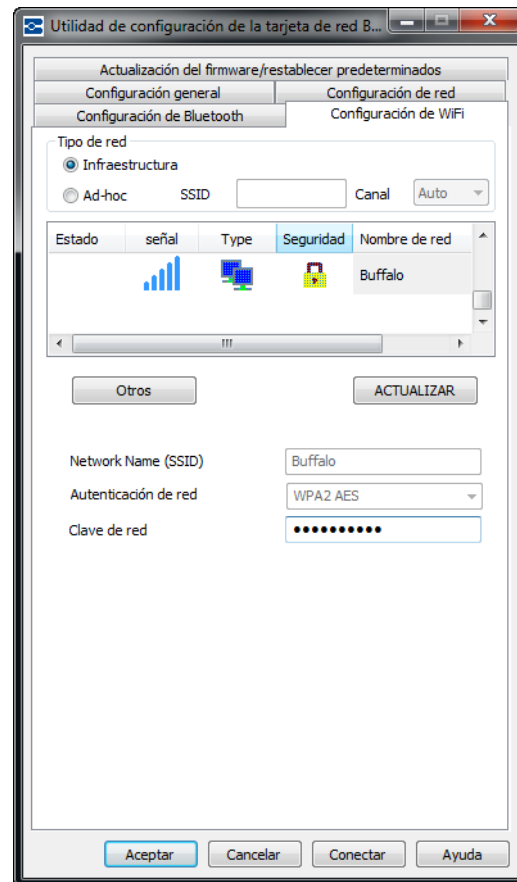 Utilidad de configuración de la tarjeta de red B...
Actualización del firmware/restablecer predeterminados
Configuración general Configuración de red
Configuración de Bluetooth Configuración de WiFi
Tipo de red
Infraestructura
Ad-hoc SSID Canal Auto
Estado señal Type Seguridad Nombre de red
Buffalo
Otros ACTUALIZAR
Network Name (SSID) Buffalo
Autenticación de red WPA2 AES
Clave de red ••••••••••
Aceptar Cancelar Conectar Ayuda